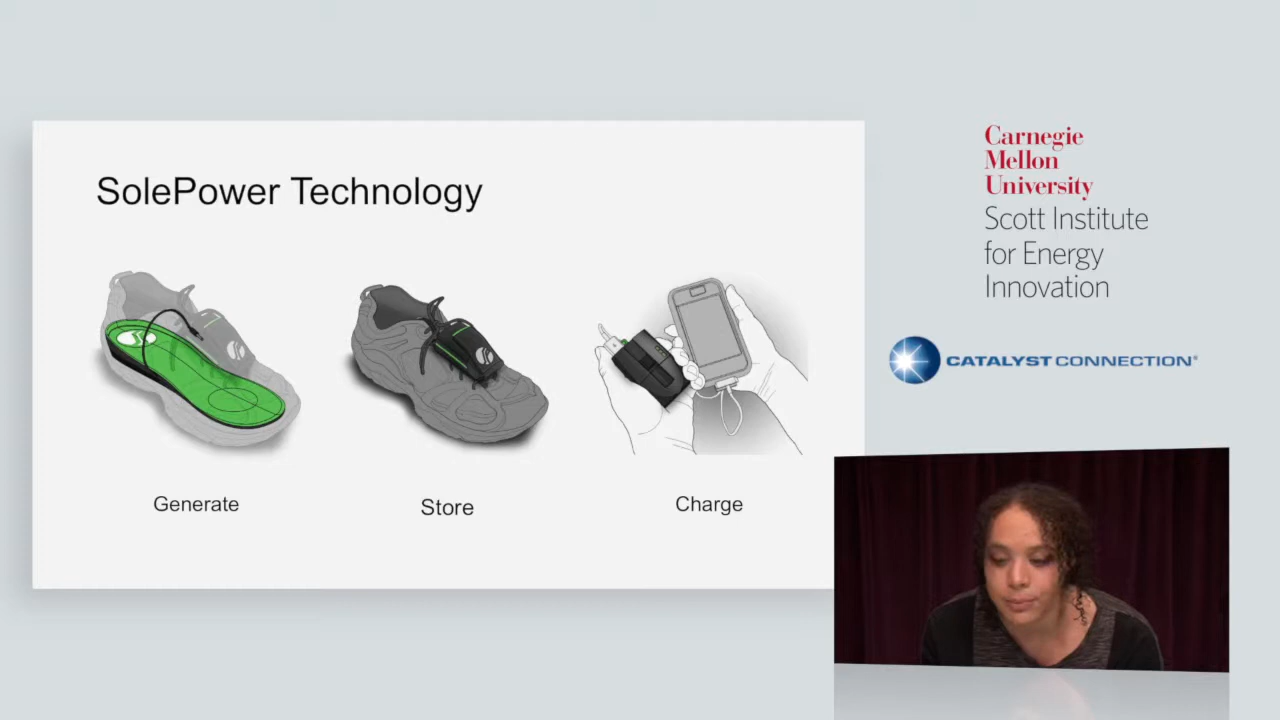 SolePower Technology
Generate
Store
Charge
Carnegie
Mellon
University
Scott Institute
for Energy
Innovation
CATALYST CONNECTION®